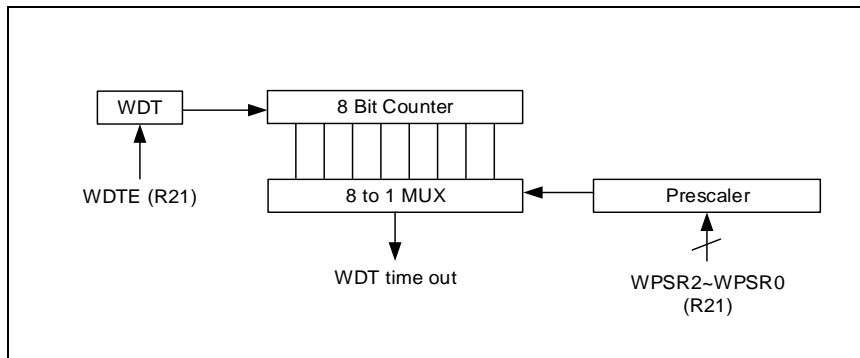 WDT
8 Bit Counter
WDTE (R21)
8 to 1 MUX
Prescaler
WDT time out
WPSR2~WPSR0
(R21)